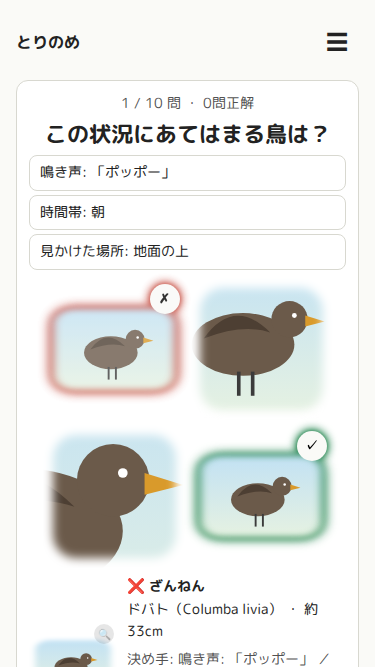 とりのめ
1 / 10 問 ・ 0問正解
この状況にあてはまる鳥は？
鳴き声: 「ポッポー」
時間帯: 朝
見かけた場所: 地面の上
✗
✓
❌ ざんねん
ドバト（Columba livia） ・ 約
33cm
決め手: 鳴き声: 「ポッポー」 ／